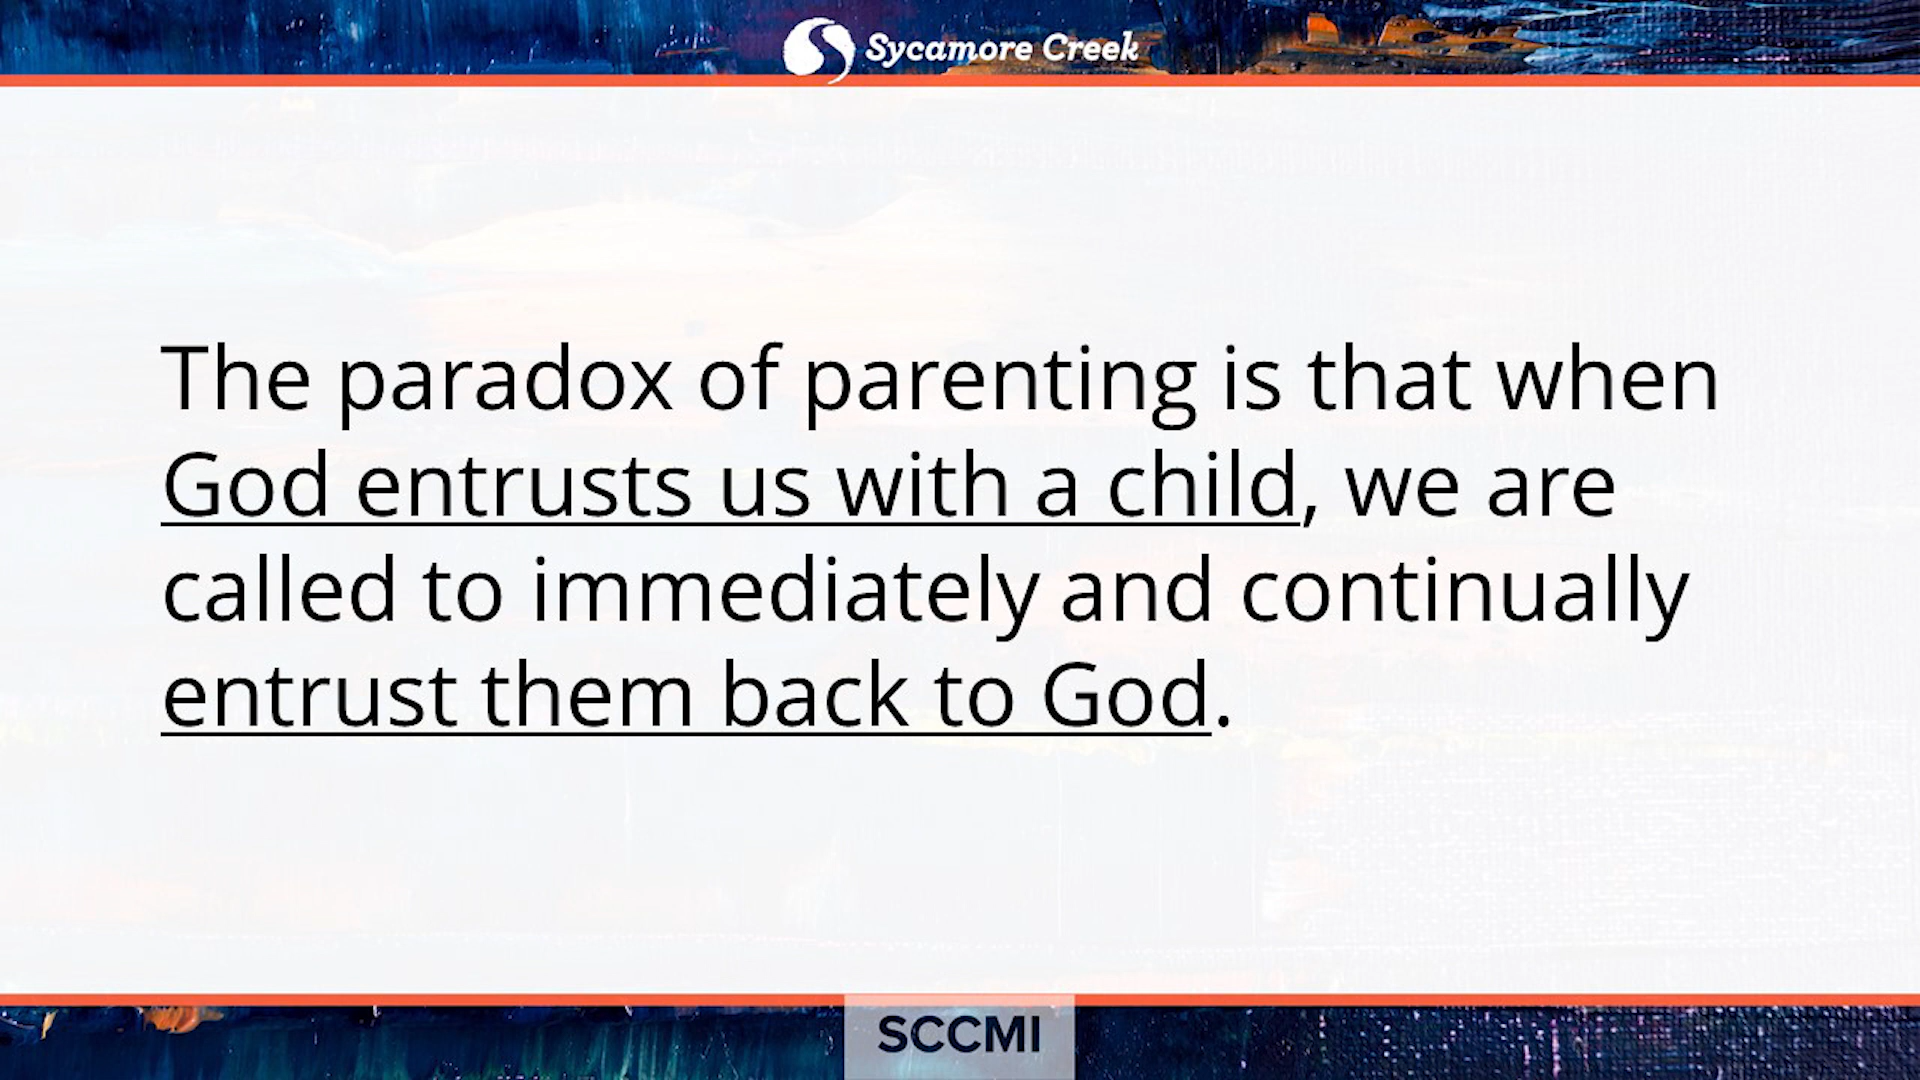 Sycamore Creek
The paradox of parenting is that when
God entrusts us with a child, we are
called to immediately and continually
entrust them back to God.
SCCMI